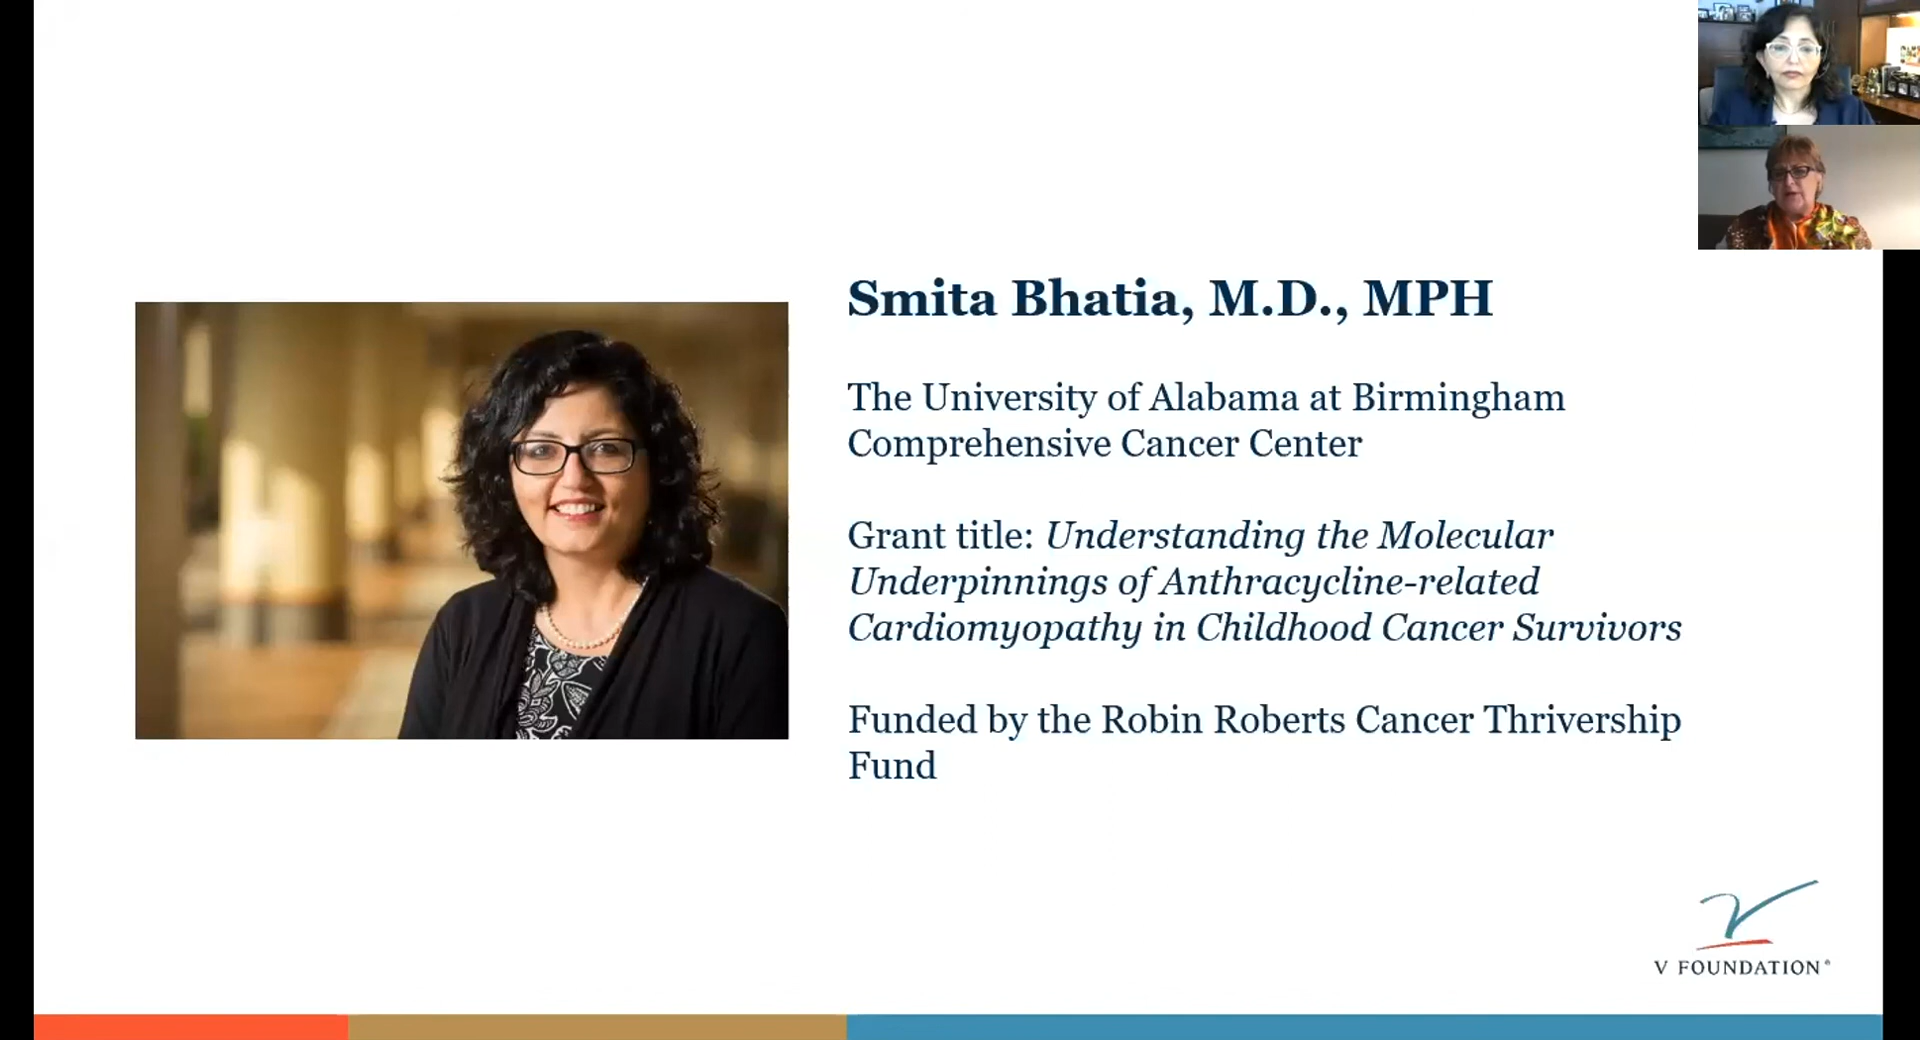 Smita Bhatia, M.D., MPH
The University of Alabama at Birmingham
Comprehensive Cancer Center
Grant title: Understanding the Molecular
Underpinnings of Anthracycline-related
Cardiomyopathy in Childhood Cancer Survivors
Funded by the Robin Roberts Cancer Thrivership
Fund
V FOUNDATION®